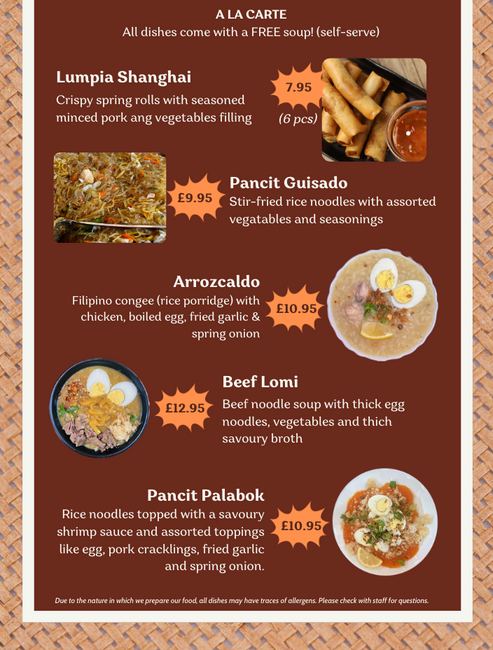 A LA CARTE
All dishes come with a FREE soup! (self-serve)
Lumpia Shanghai
Crispy spring rolls with seasoned
minced pork ang vegetables filling
7.95
(6 pcs)
£9.95
Pancit Guisado
Stir-fried rice noodles with assorted
vegatables and seasonings
Arrozcaldo
Filipino congee (rice porridge) with
chicken, boiled egg, fried garlic &
spring onion
£10.95
£12.95
Beef Lomi
Beef noodle soup with thick egg
noodles, vegetables and thich
savoury broth
Pancit Palabok
Rice noodles topped with a savoury
shrimp sauce and assorted toppings
like egg, pork cracklings, fried garlic
and spring onion.
£10.95
Due to the nature in which we prepare our food, all dishes may have traces of allergens. Please check with staff for questions.